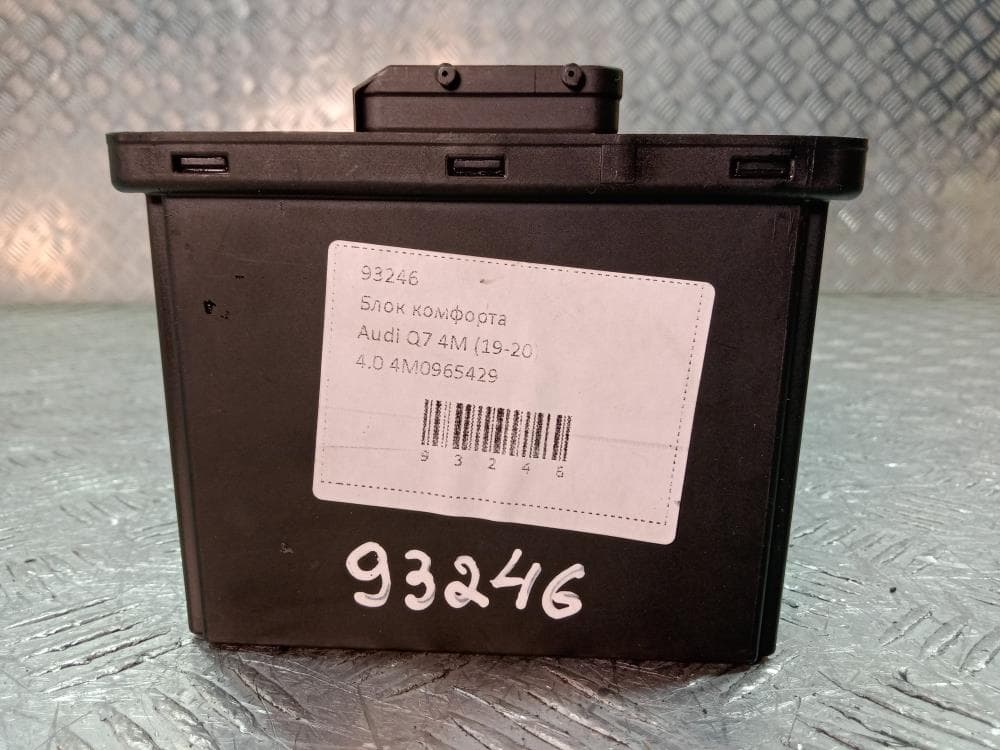 93246
Блок комфорта
Audi Q7 4M (19-20)
4.0 4M0965429
9 3 2 4 6
93246